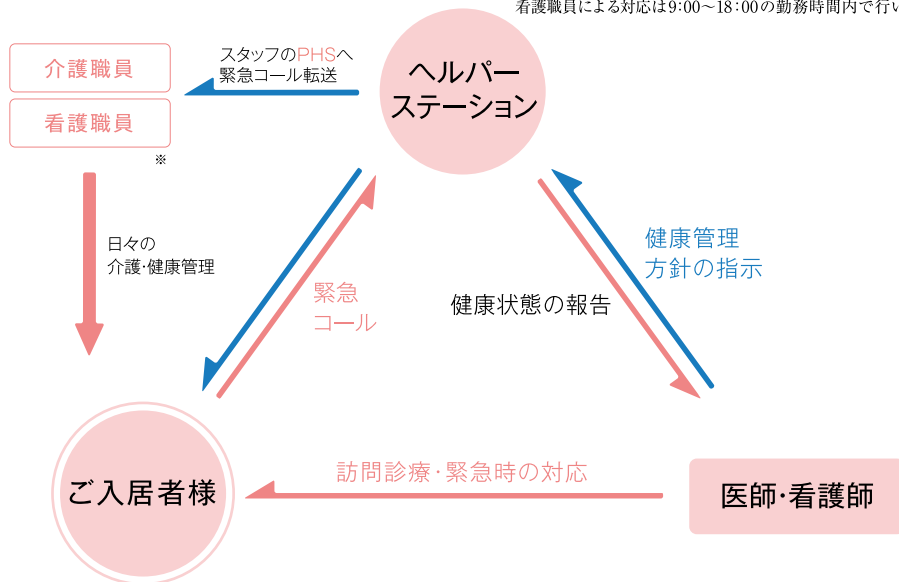 看護職員による対応は9:00〜18:00の勤務時間内で行い
介護職員
看護職員
※
スタッフのPHSへ
緊急コール転送
ヘルパー
ステーション
日々の
介護・健康管理
緊急
コール
健康状態の報告
健康管理
方針の指示
ご入居者様
訪問診療・緊急時の対応
医師・看護師